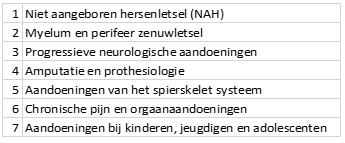 1 Niet aangeboren hersenletsel (NAH)
2 Myelum en perifeer zenuwletsel
3 Progressieve neurologische aandoeningen
4 Amputatie en prothesiologie
5 Aandoeningen van het spierskelet systeem
6 Chronische pijn en orgaanaandoeningen
7 Aandoeningen bij kinderen, jeugdigen en adolescenten